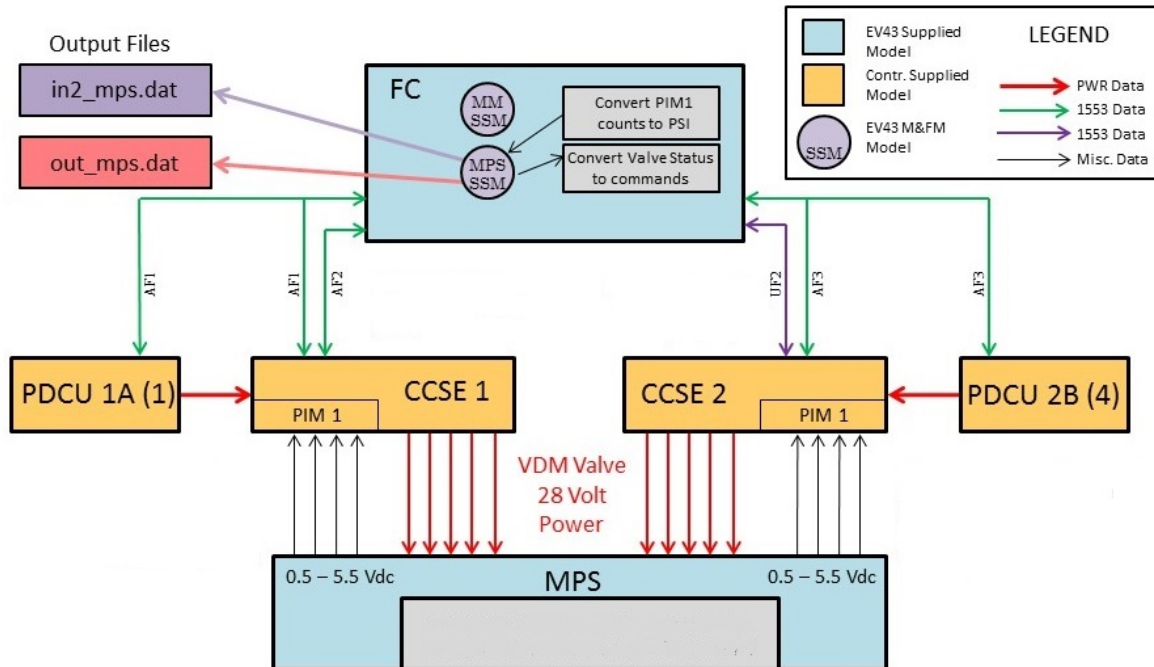 Output Files
in2_mps.dat
out_mps.dat
FC
MM
SSM
MPS
SSM
Convert PIM1
counts to PSI
Convert Valve Status
to commands
EV43 Supplied
Model
Contr. Supplied
Model
SSM
EV43 M&FM
Model
LEGEND
PWR Data
1553 Data
1553 Data
Misc. Data
AF1
AF1
AF2
UF2
AF3
AF3
PDCU 1A (1)
CCSE 1
PIM 1
CCSE 2
PIM 1
PDCU 2B (4)
VDM Valve
28 Volt
Power
0.5 – 5.5 Vdc
MPS
0.5 – 5.5 Vdc